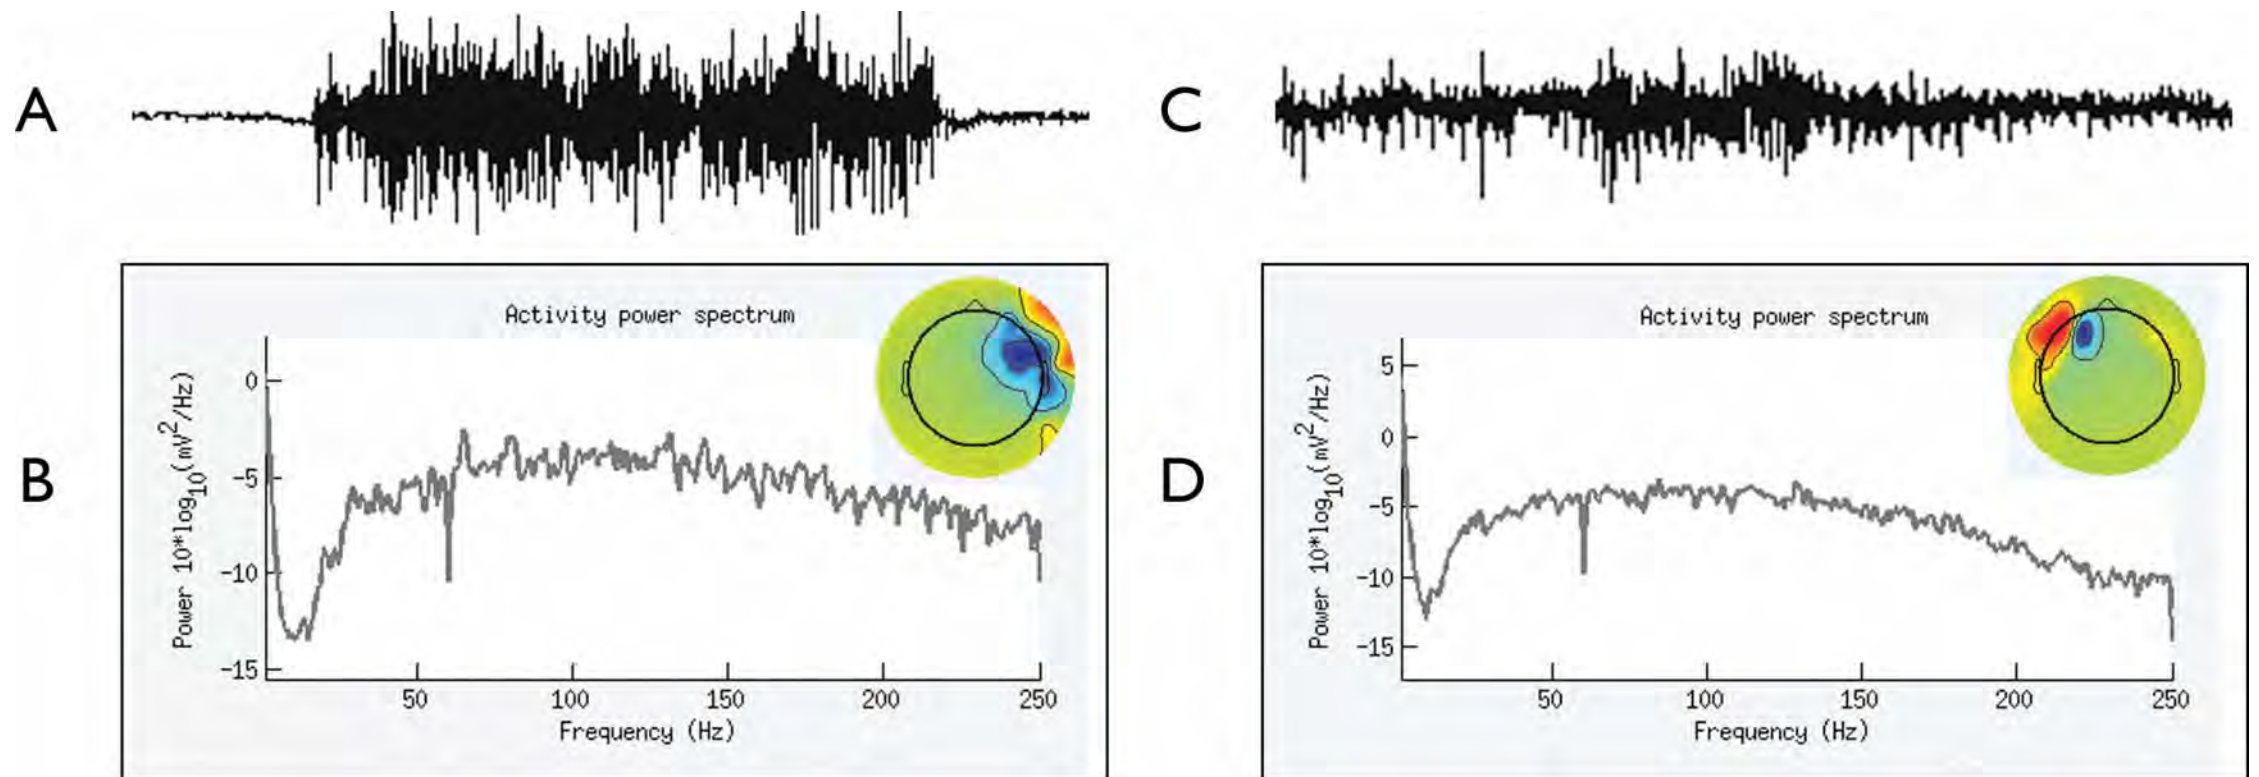 A
C
B
Activity power spectrum
Power 10*log10(mV2/Hz)
0
−5
−10
−15
50
100
150
200
250
Frequency (Hz)
D
Activity power spectrum
Power 10*log10(mV2/Hz)
5
0
−5
−10
−15
50
100
150
200
250
Frequency (Hz)